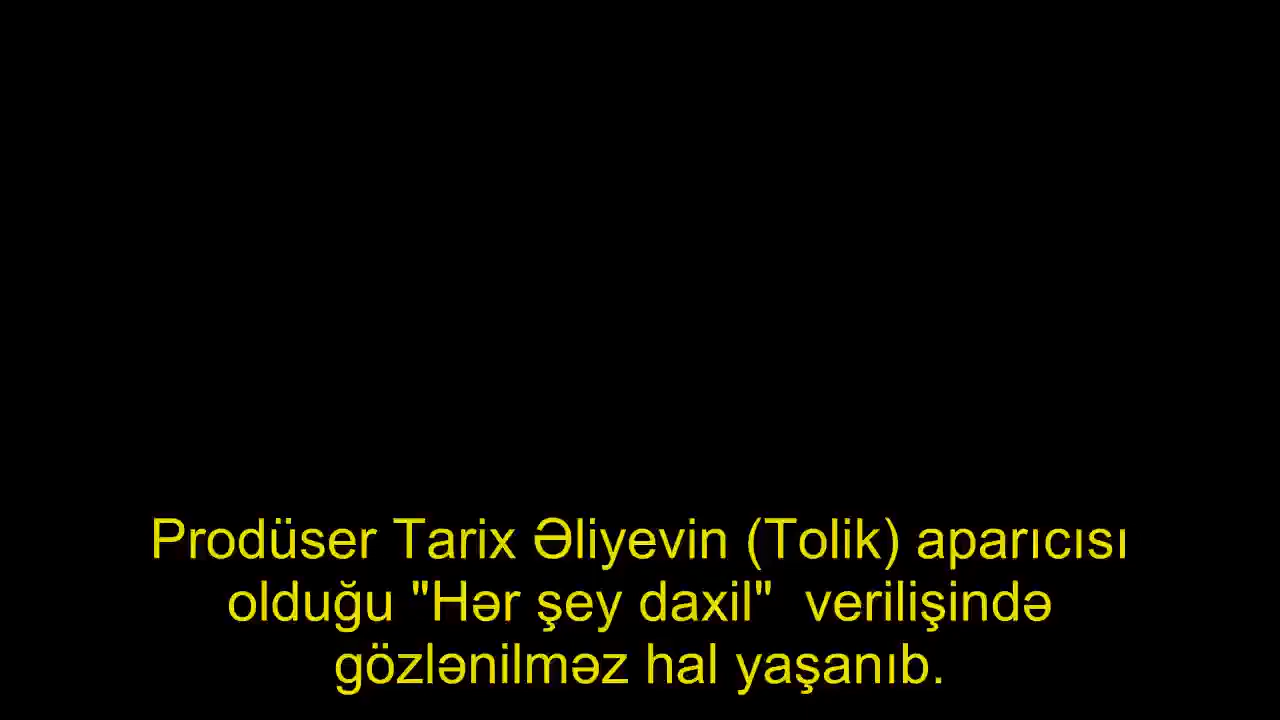 Prodüser Tarix Əliyevin (Tolik) aparıcısı
olduğu "Hər şey daxil"  verilişində
gözlənilməz hal yaşanıb.